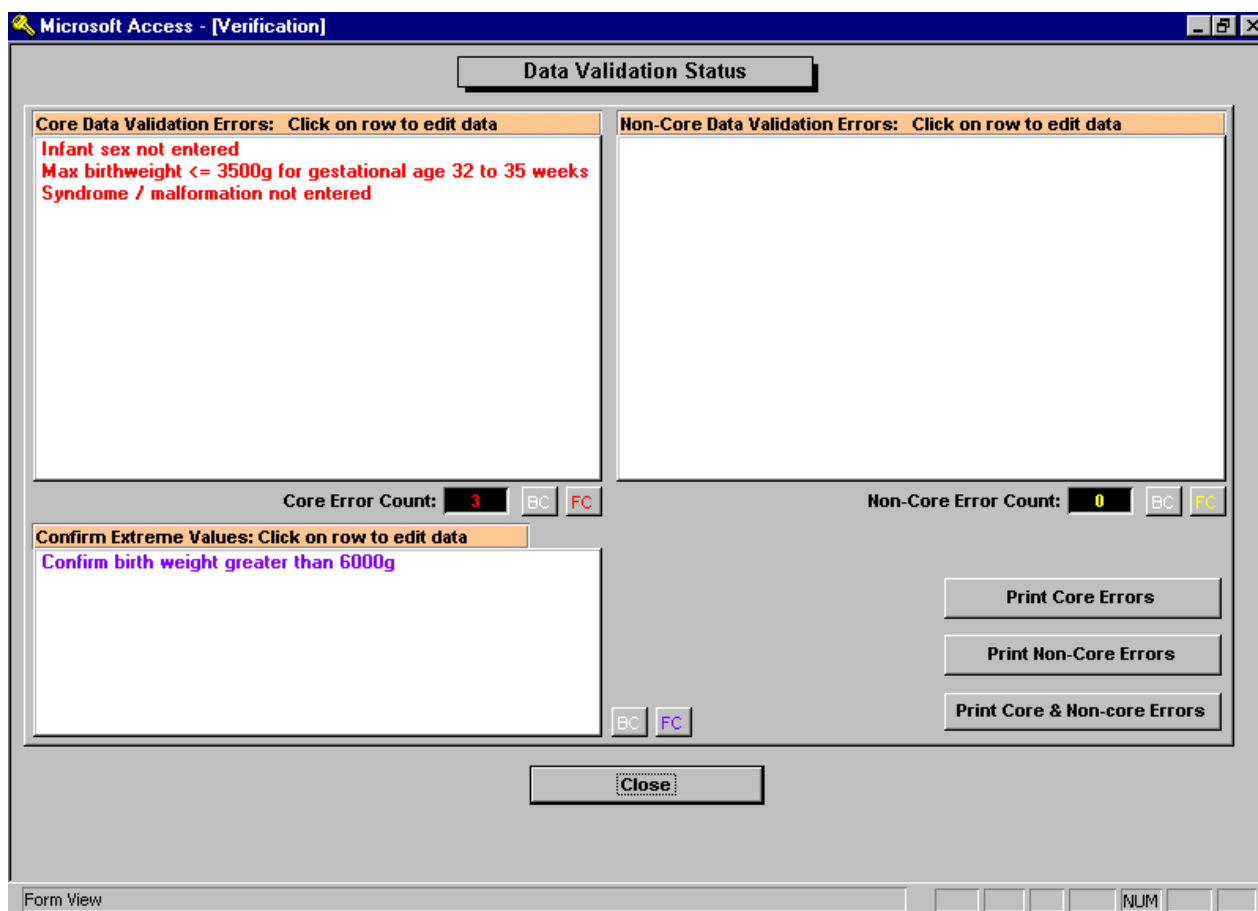 Microsoft Access - [Verification]
Data Validation Status
Core Data Validation Errors:   Click on row to edit data
Infant sex not entered
Max birthweight <= 3500g for gestational age 32 to 35 weeks
Syndrome / malformation not entered
Non-Core Data Validation Errors:   Click on row to edit data
Core Error Count: 3 BC FC
Non-Core Error Count: 0 BC FC
Confirm Extreme Values: Click on row to edit data
Confirm birth weight greater than 6000g
BC FC
Print Core Errors
Print Non-Core Errors
Print Core & Non-core Errors
Close
Form View
NUM